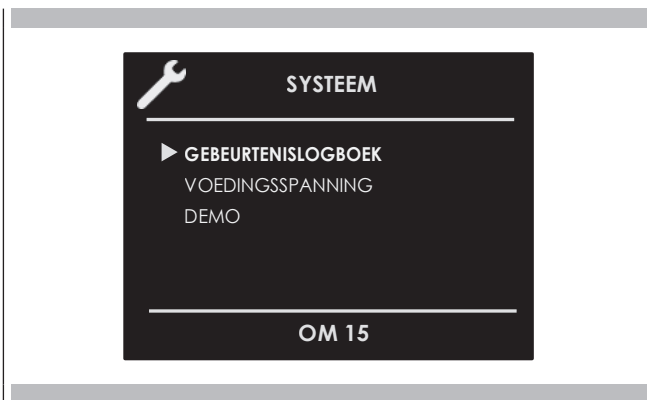 SYSTEEM
GEBEURTENISLOGBOEK
VOEDINGSSPANNING
DEMO
OM 15